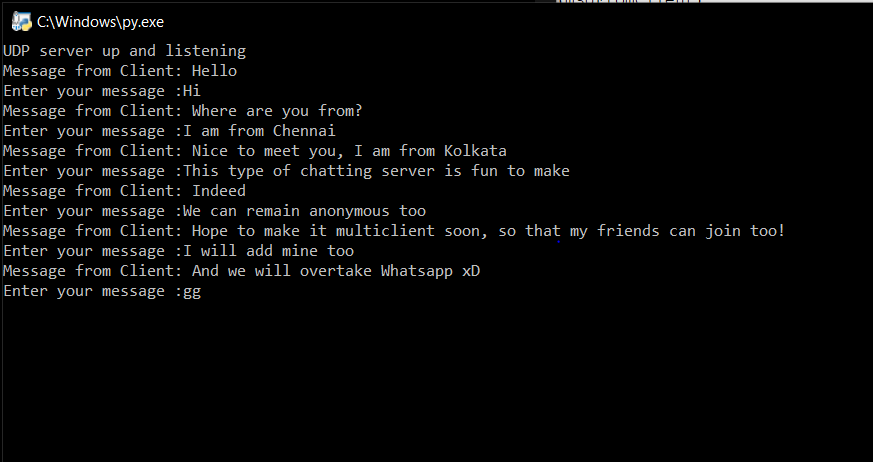 C:\Windows\py.exe
UDP server up and listening
Message from Client: Hello
Enter your message :Hi
Message from Client: Where are you from?
Enter your message :I am from Chennai
Message from Client: Nice to meet you, I am from Kolkata
Enter your message :This type of chatting server is fun to make
Message from Client: Indeed
Enter your message :We can remain anonymous too
Message from Client: Hope to make it multiclient soon, so that my friends can join too!
Enter your message :I will add mine too
Message from Client: And we will overtake Whatsapp xD
Enter your message :gg